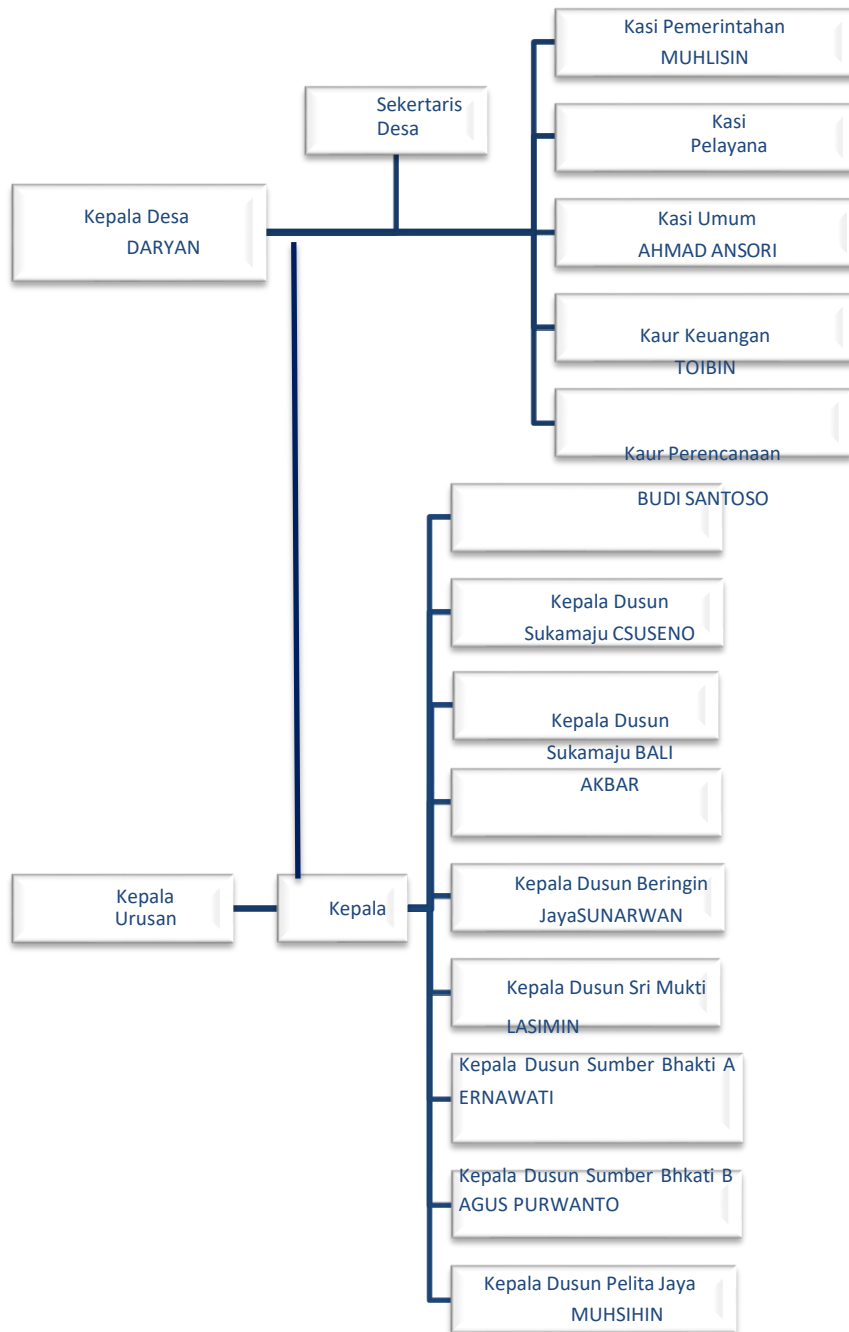 Kasi Pemerintahan
MUHLISIN
Sekertaris
Desa
Kasi
Pelayana
Kepala Desa
DARYAN
Kasi Umum
AHMAD ANSORI
Kaur Keuangan
TOIBIN
Kaur Perencanaan
BUDI SANTOSO
Kepala Dusun
Sukamaju CSUSENO
Kepala Dusun
Sukamaju BALI
AKBAR
Kepala
Urusan
Kepala
Kepala Dusun Beringin
JayaSUNARWAN
Kepala Dusun Sri Mukti
LASIMIN
Kepala Dusun Sumber Bhakti A
ERNAWATI
Kepala Dusun Sumber Bhkati B
AGUS PURWANTO
Kepala Dusun Pelita Jaya
MUHSIHIN